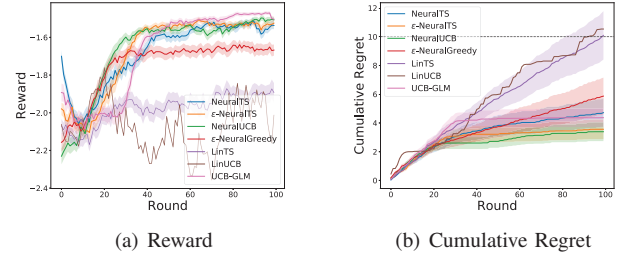 Reward
−1.6
−1.8
−2.0
−2.2
−2.4
0
20
40
60
80
100
Round
NeuralTS
ε-NeuralTS
NeuralUCB
ε-NeuralGreedy
LinTS
LinUCB
UCB-GLM
(a) Reward
Cumulative Regret
12
10
8
6
4
2
0
0
20
40
60
80
100
Round
NeuralTS
ε-NeuralTS
NeuralUCB
ε-NeuralGreedy
LinTS
LinUCB
UCB-GLM
(b) Cumulative Regret